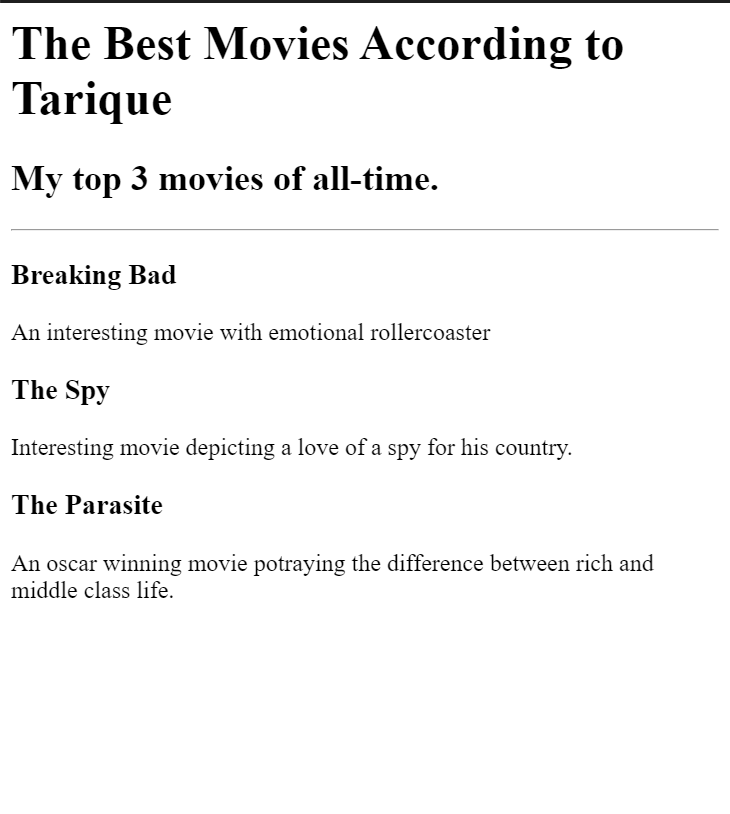 The Best Movies According to
Tarique
My top 3 movies of all-time.
Breaking Bad
An interesting movie with emotional rollercoaster
The Spy
Interesting movie depicting a love of a spy for his country.
The Parasite
An oscar winning movie potraying the difference between rich and
middle class life.